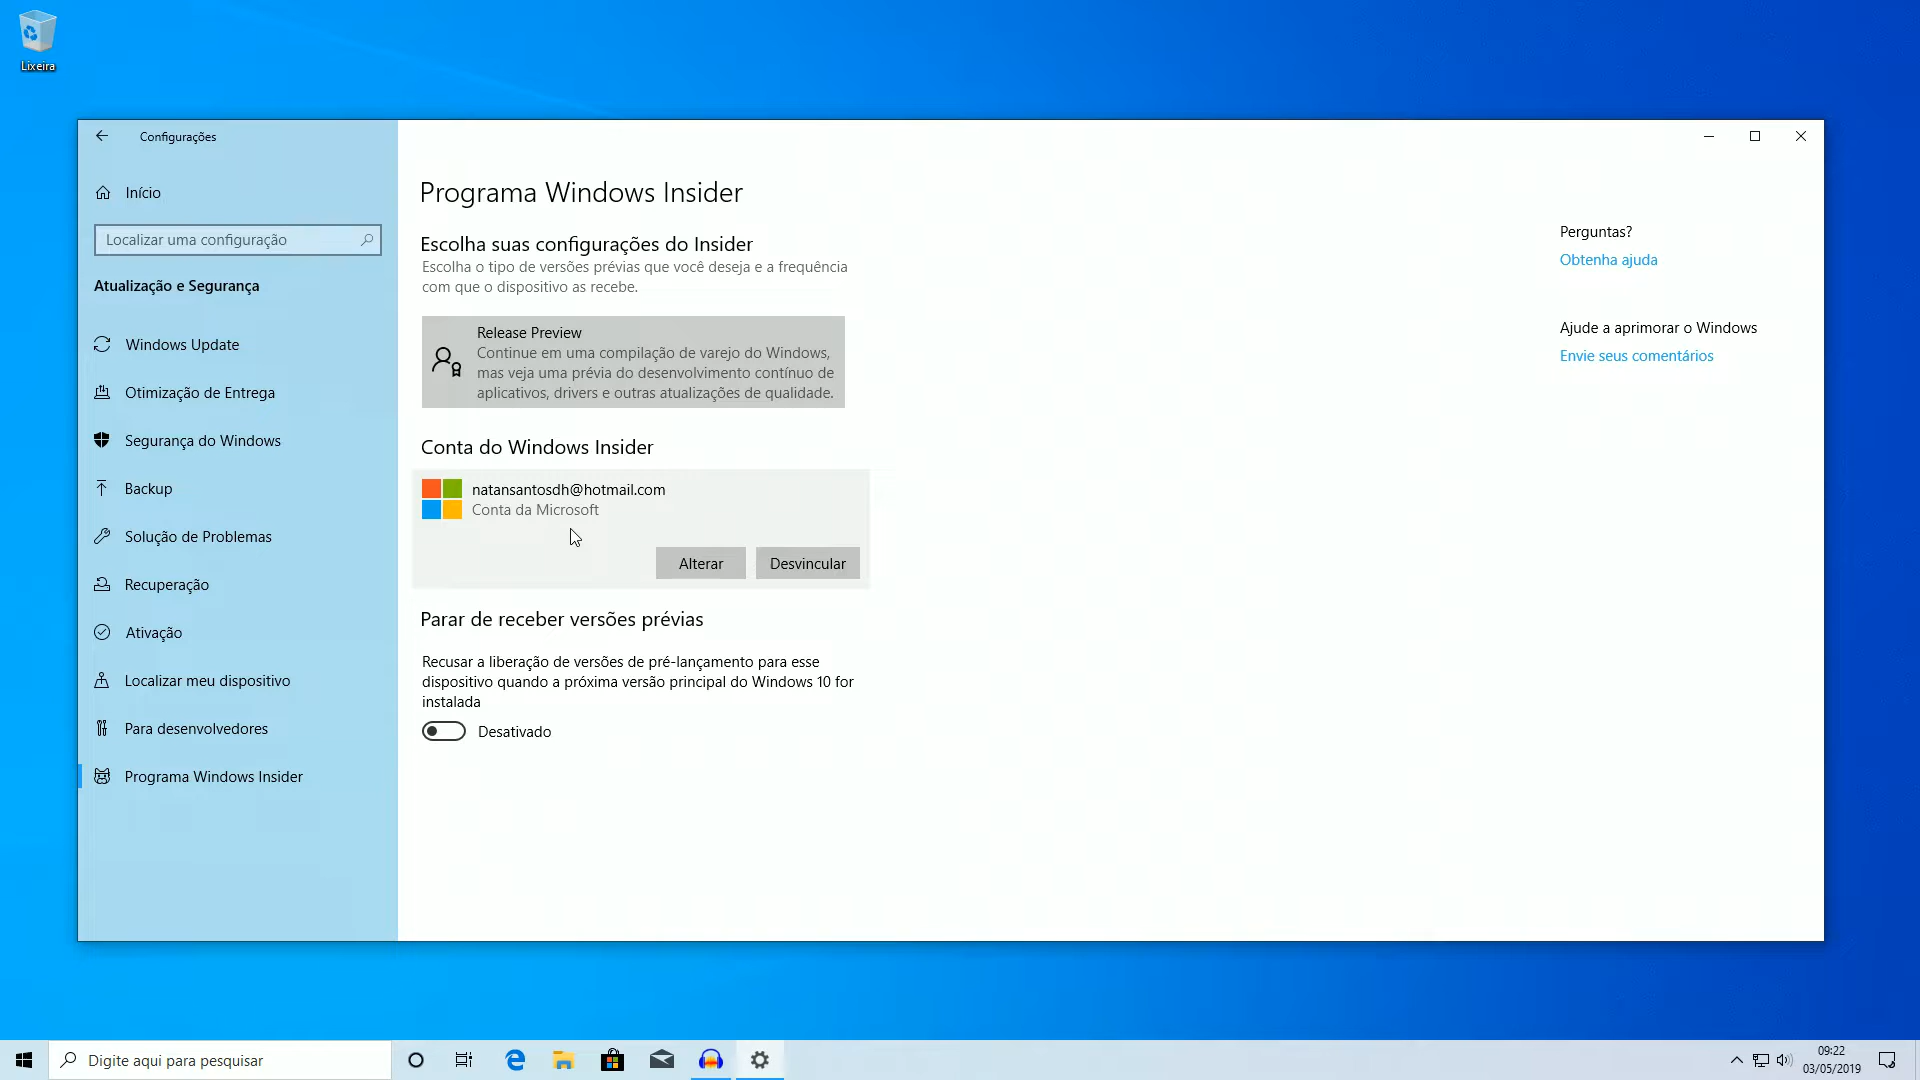 Lixeira
Configurações
Início
Localizar uma configuração
Atualização e Segurança
Windows Update
Otimização de Entrega
Segurança do Windows
Backup
Solução de Problemas
Recuperação
Ativação
Localizar meu dispositivo
Para desenvolvedores
Programa Windows Insider
Programa Windows Insider
Escolha suas configurações do Insider
Escolha o tipo de versões prévias que você deseja e a frequência
com que o dispositivo as recebe.
Release Preview
Continue em uma compilação de varejo do Windows,
mas veja uma prévia do desenvolvimento contínuo de
aplicativos, drivers e outras atualizações de qualidade.
Conta do Windows Insider
natansantosdh@hotmail.com
Conta da Microsoft
Alterar
Desvincular
Parar de receber versões prévias
Recusar a liberação de versões de pré-lançamento para esse
dispositivo quando a próxima versão principal do Windows 10 for
instalada
Desativado
Perguntas?
Obtenha ajuda
Ajude a aprimorar o Windows
Envie seus comentários
Digite aqui para pesquisar
09:22
03/05/2019